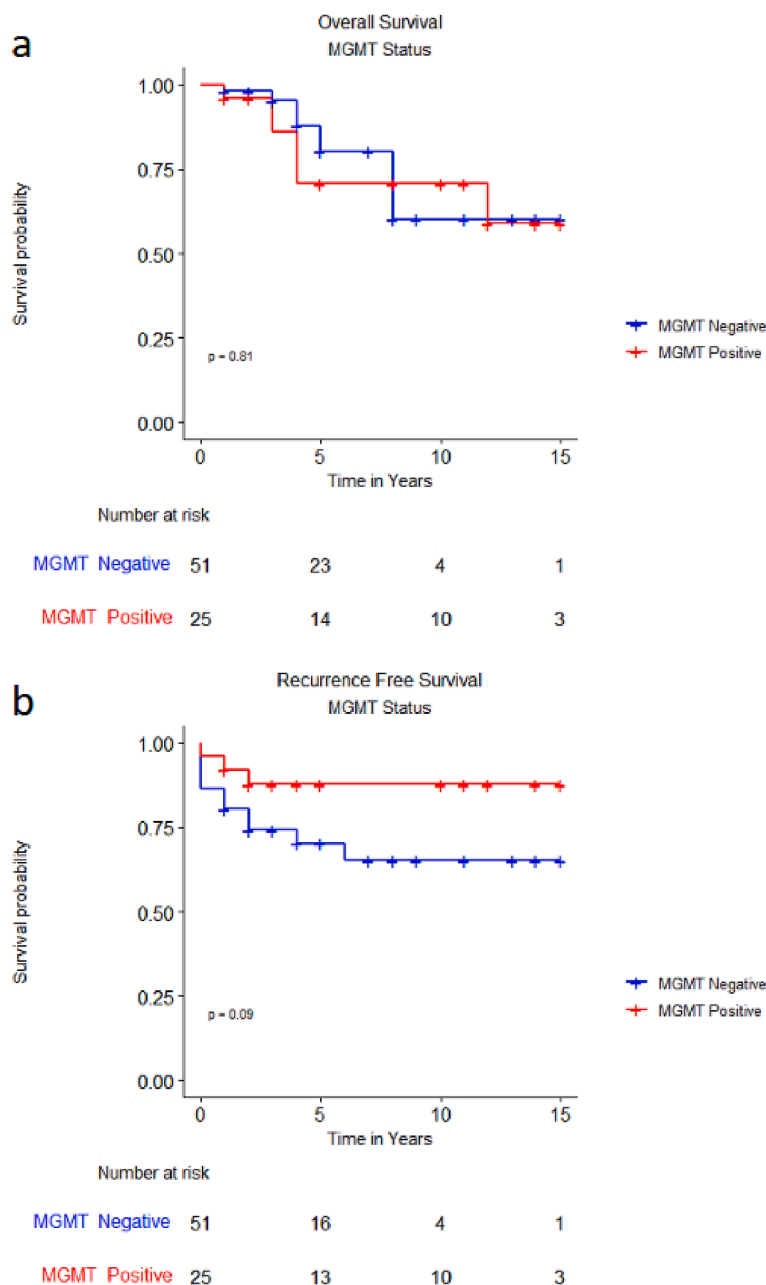 a
Overall Survival
MGMT Status
Survival probability
1.00
0.75
0.50
0.25
0.00
p = 0.81
0 5 10 15
Time in Years
MGMT Negative
MGMT Positive
Number at risk
MGMT Negative 51 23 4 1
MGMT Positive 25 14 10 3
b
Recurrence Free Survival
MGMT Status
Survival probability
1.00
0.75
0.50
0.25
0.00
p = 0.09
0 5 10 15
Time in Years
MGMT Negative
MGMT Positive
Number at risk
MGMT Negative 51 16 4 1
MGMT Positive 25 13 10 3